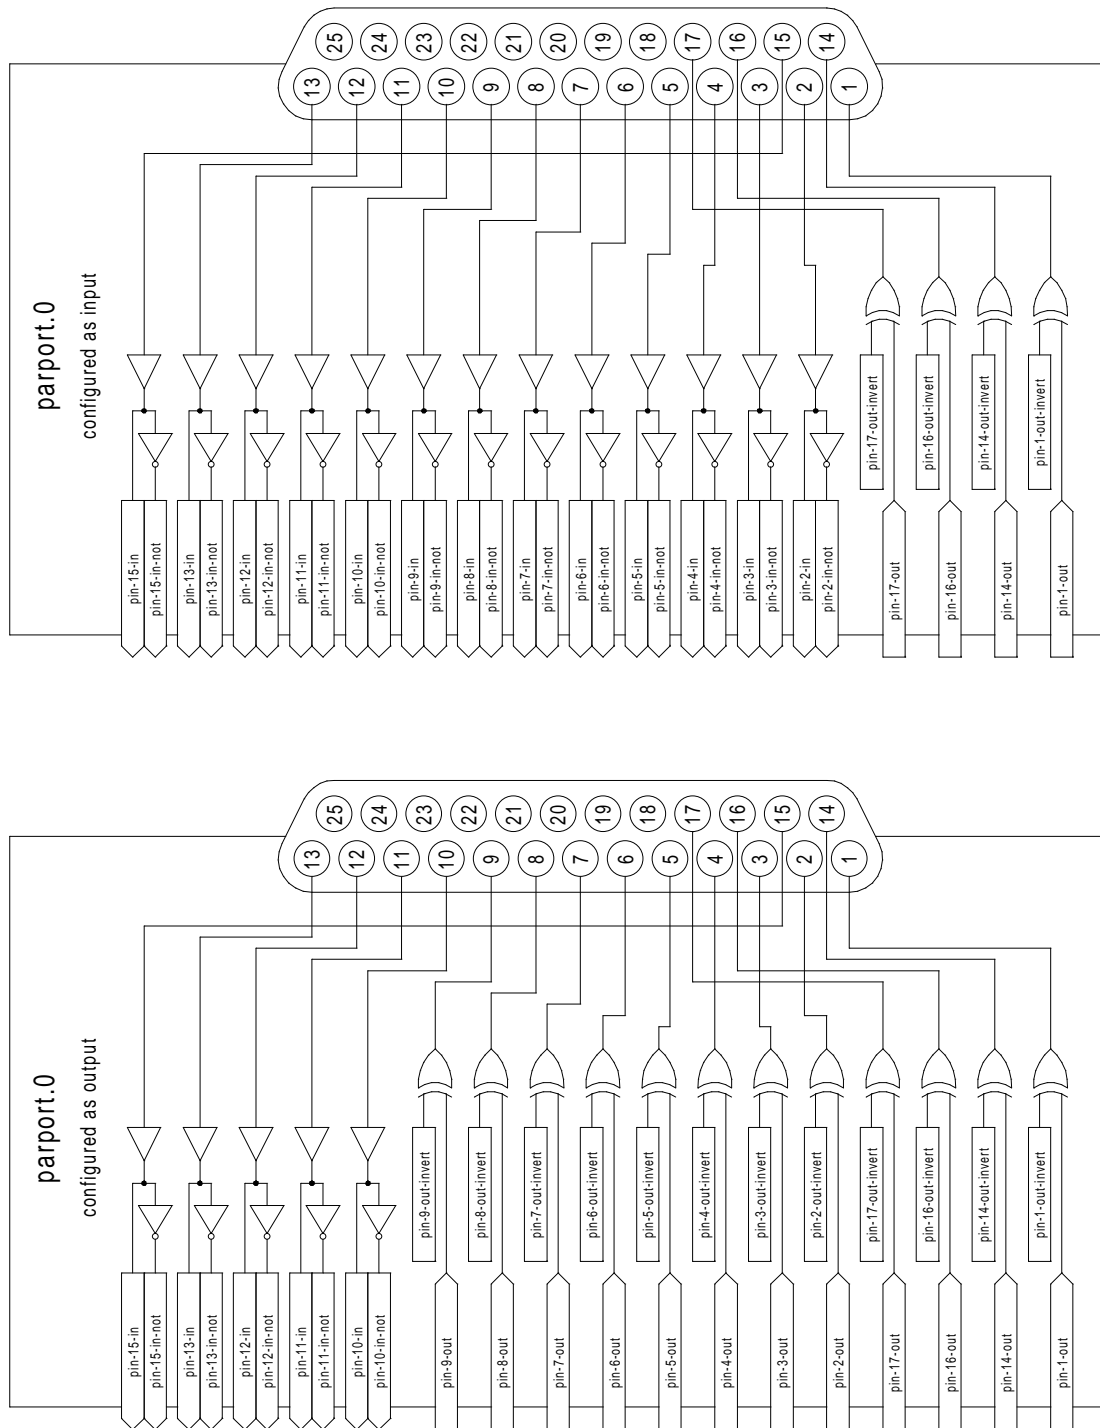 parport.0
configured as input
25
24
23
22
21
20
19
18
17
16
15
14
13
12
11
10
9
8
7
6
5
4
3
2
1
pin-15-in
pin-15-in-not
pin-13-in
pin-13-in-not
pin-12-in
pin-12-in-not
pin-11-in
pin-11-in-not
pin-10-in
pin-10-in-not
pin-9-in
pin-9-in-not
pin-8-in
pin-8-in-not
pin-7-in
pin-7-in-not
pin-6-in
pin-6-in-not
pin-5-in
pin-5-in-not
pin-4-in
pin-4-in-not
pin-3-in
pin-3-in-not
pin-2-in
pin-2-in-not
pin-17-out-invert
pin-17-out
pin-16-out-invert
pin-16-out
pin-14-out-invert
pin-14-out
pin-1-out-invert
pin-1-out
parport.0
configured as output
25
24
23
22
21
20
19
18
17
16
15
14
13
12
11
10
9
8
7
6
5
4
3
2
1
pin-15-in
pin-15-in-not
pin-13-in
pin-13-in-not
pin-12-in
pin-12-in-not
pin-11-in
pin-11-in-not
pin-10-in
pin-10-in-not
pin-9-out-invert
pin-9-out
pin-8-out-invert
pin-8-out
pin-7-out-invert
pin-7-out
pin-6-out-invert
pin-6-out
pin-5-out-invert
pin-5-out
pin-4-out-invert
pin-4-out
pin-3-out-invert
pin-3-out
pin-2-out-invert
pin-2-out
pin-17-out-invert
pin-17-out
pin-16-out-invert
pin-16-out
pin-14-out-invert
pin-14-out
pin-1-out-invert
pin-1-out